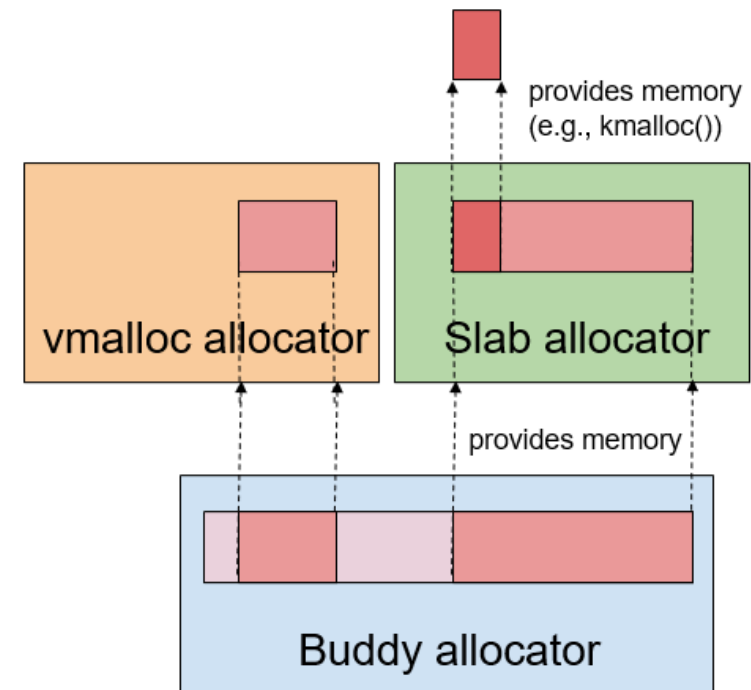 provides memory
(e.g., kmalloc())
vmalloc allocator
Slab allocator
provides memory
Buddy allocator